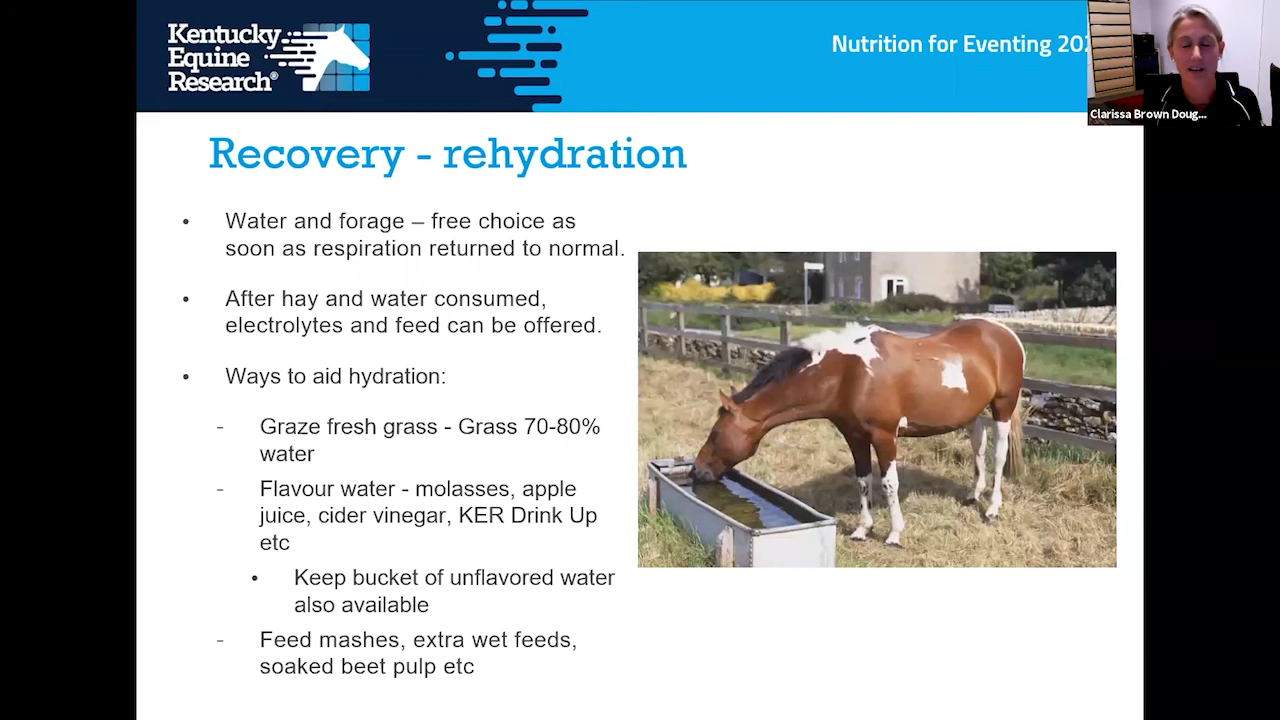 Kentucky
Equine
Research®
Nutrition for Eventing 202
Clarissa Brown Doug...
Recovery - rehydration
• Water and forage – free choice as
soon as respiration returned to normal.
• After hay and water consumed,
electrolytes and feed can be offered.
• Ways to aid hydration:
- Graze fresh grass - Grass 70-80%
water
- Flavour water - molasses, apple
juice, cider vinegar, KER Drink Up
etc
• Keep bucket of unflavored water
also available
- Feed mashes, extra wet feeds,
soaked beet pulp etc